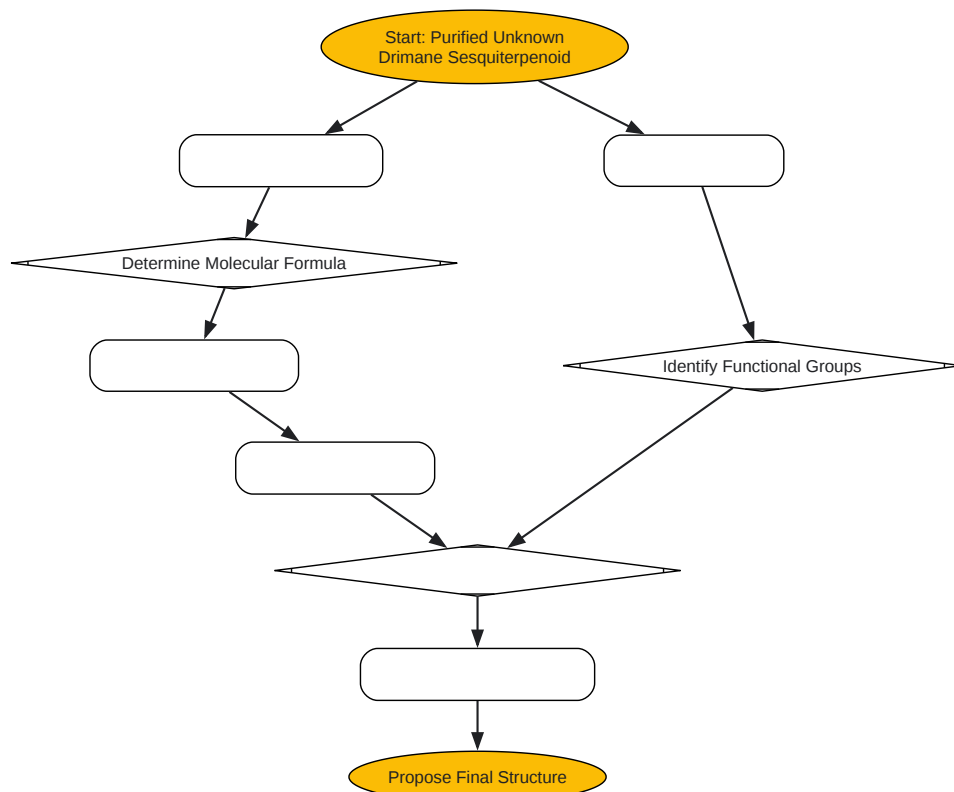 Start: Purified Unknown
Drimane Sesquiterpenoid
Determine Molecular Formula
Identify Functional Groups
Propose Final Structure